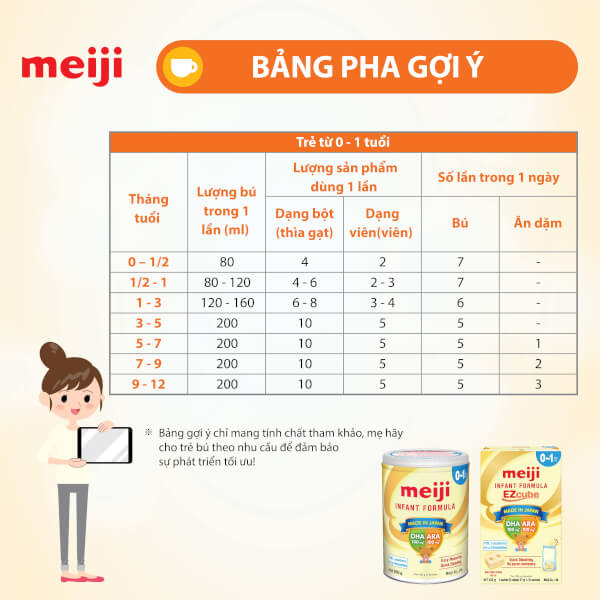 meiji
BẢNG PHA GỢI Ý
Trẻ từ 0 - 1 tuổi
Tháng tuổi | Lượng bú trong 1 lần (ml) | Lượng sản phẩm dùng 1 lần | Số lần trong 1 ngày
Dạng bột (thìa gạt) | Dạng viên(viên) | Bú | Ăn dặm
0 – 1/2 | 80 | 4 | 2 | 7 | -
1/2 - 1 | 80 - 120 | 4 - 6 | 2 - 3 | 7 | -
1 - 3 | 120 - 160 | 6 - 8 | 3 - 4 | 6 | -
3 - 5 | 200 | 10 | 5 | 5 | -
5 - 7 | 200 | 10 | 5 | 5 | 1
7 - 9 | 200 | 10 | 5 | 5 | 2
9 - 12 | 200 | 10 | 5 | 5 | 3
※ Bảng gợi ý chỉ mang tính chất tham khảo, mẹ hãy
cho trẻ bú theo nhu cầu để đảm bảo
sự phát triển tối ưu!
0-1
meiji
INFANT FORMULA
MADE IN JAPAN
DHA ARA
0-1
meiji
INFANT FORMULA
EZcube
MADE IN JAPAN
DHA ARA